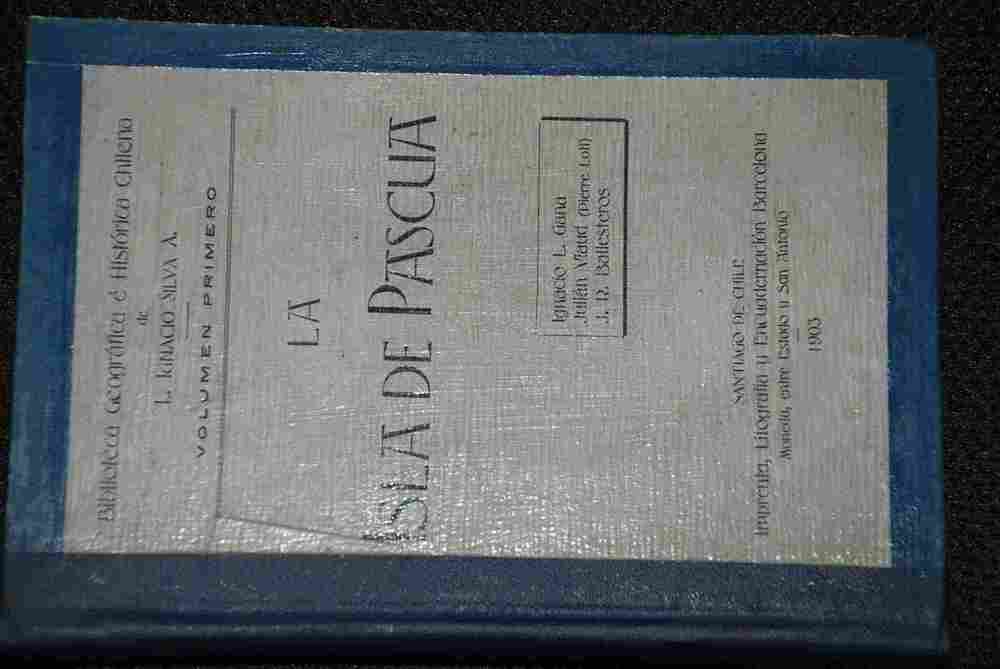 Biblioteca Geográfica é Histórica Chilena
de
L. IGNACIO SILVA A.
VOLUMEN PRIMERO
LA
ISLA DE PASCUA
Ignacio L. Gana
Julián Viaud (Pierre Loti)
J. R. Ballesteros
SANTIAGO DE CHILE
Imprenta, Litografía y Encuadernación Barcelona
Moneda, entre Estado y San Antonio
1903